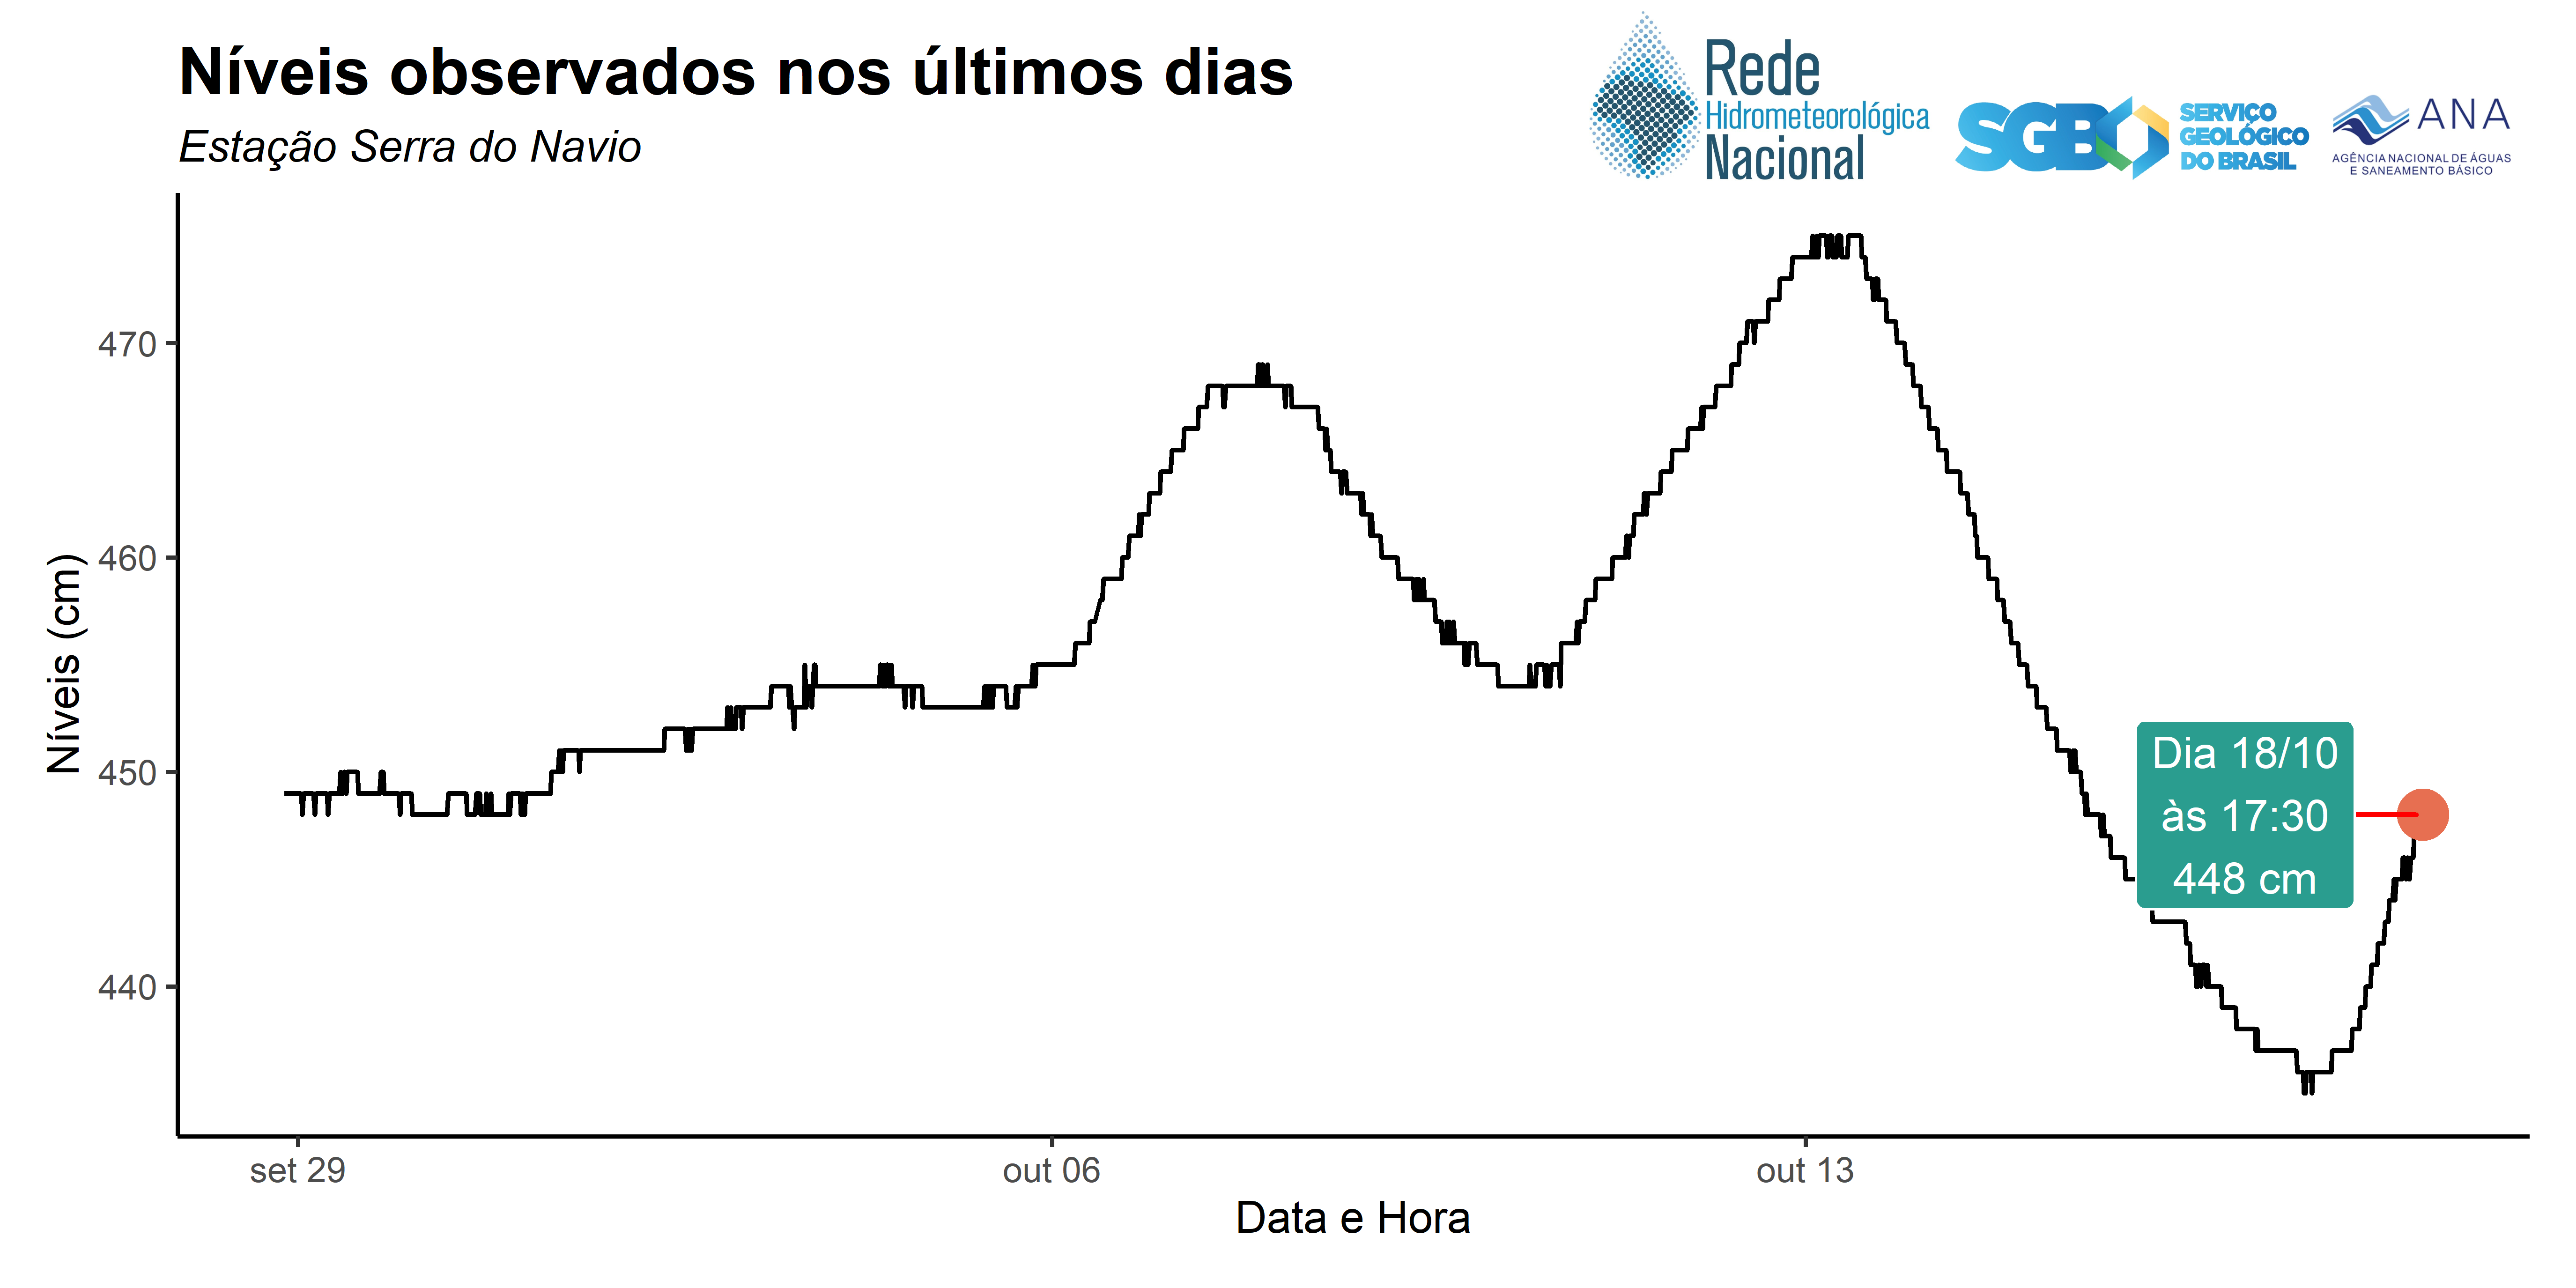 Níveis observados nos últimos dias
Estação Serra do Navio
Rede
Hidrometeorológica
Nacional
SGB
SERVIÇO
GEOLÓGICO
DO BRASIL
ANA
AGÊNCIA NACIONAL DE ÁGUAS
E SANEAMENTO BÁSICO
Níveis (cm)
470
460
450
440
Dia 18/10
às 17:30
448 cm
set 29
out 06
out 13
Data e Hora